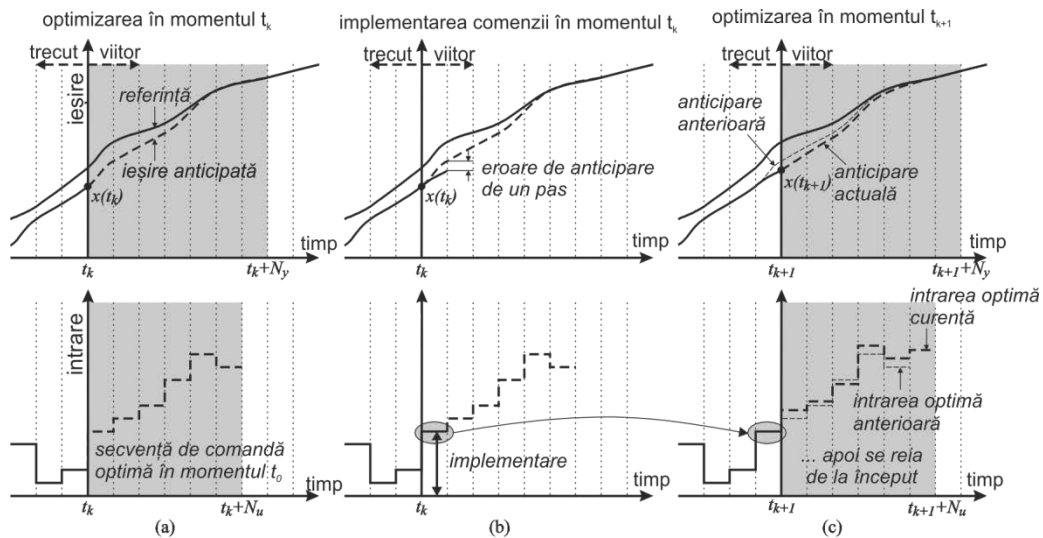 optimizarea în momentul tk
trecut
viitor
ieșire
referință
ieșire anticipată
x(tk)
timp
tk
tk+Ny
intrare
secvență de comandă
optimă în momentul t0
timp
tk
tk+Nu
(a)
implementarea comenzii în momentul tk
trecut
viitor
eroare de anticipare
de un pas
x(tk)
timp
tk
implementare
timp
tk
(b)
optimizarea în momentul tk+1
trecut
viitor
anticipare
anterioară
x(tk+1)
anticipare
actuală
timp
tk+1
tk+1+Ny
intrarea optimă
curentă
intrarea optimă
anterioară
... apoi se reia
de la început
timp
tk+1
tk+1+Nu
(c)